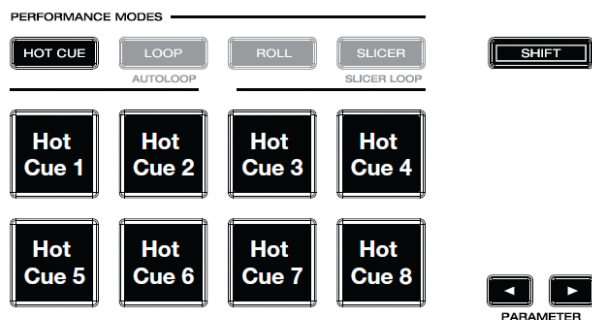 PERFORMANCE MODES
HOT CUE LOOP ROLL SLICER SHIFT
AUTOLOOP SLICER LOOP
Hot Cue 1
Hot Cue 2
Hot Cue 3
Hot Cue 4
Hot Cue 5
Hot Cue 6
Hot Cue 7
Hot Cue 8
PARAMETER